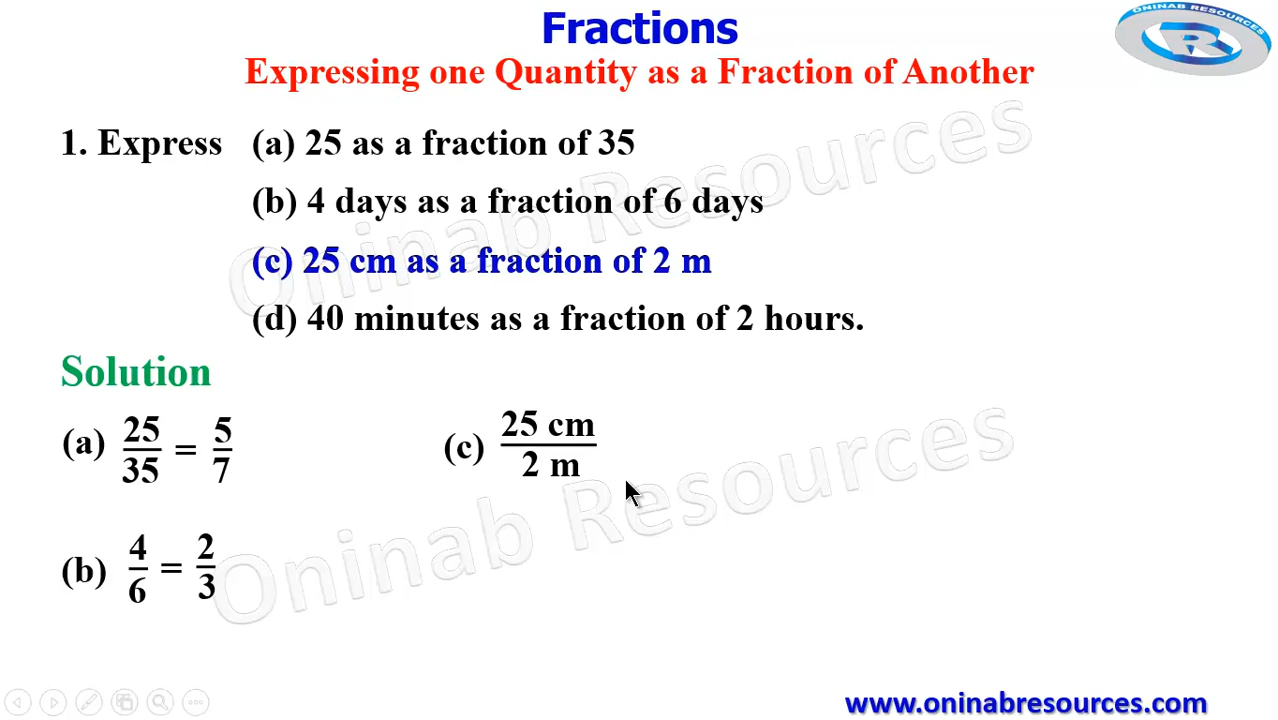 Fractions
ONINAB RESOURCES
R
Expressing one Quantity as a Fraction of Another
1. Express (a) 25 as a fraction of 35
(b) 4 days as a fraction of 6 days
(c) 25 cm as a fraction of 2 m
(d) 40 minutes as a fraction of 2 hours.
Oninab Resources
Solution
(a) 25/35 = 5/7
(c) 25 cm/2 m
(b) 4/6 = 2/3
Oninab Resources
www.oninabresources.com